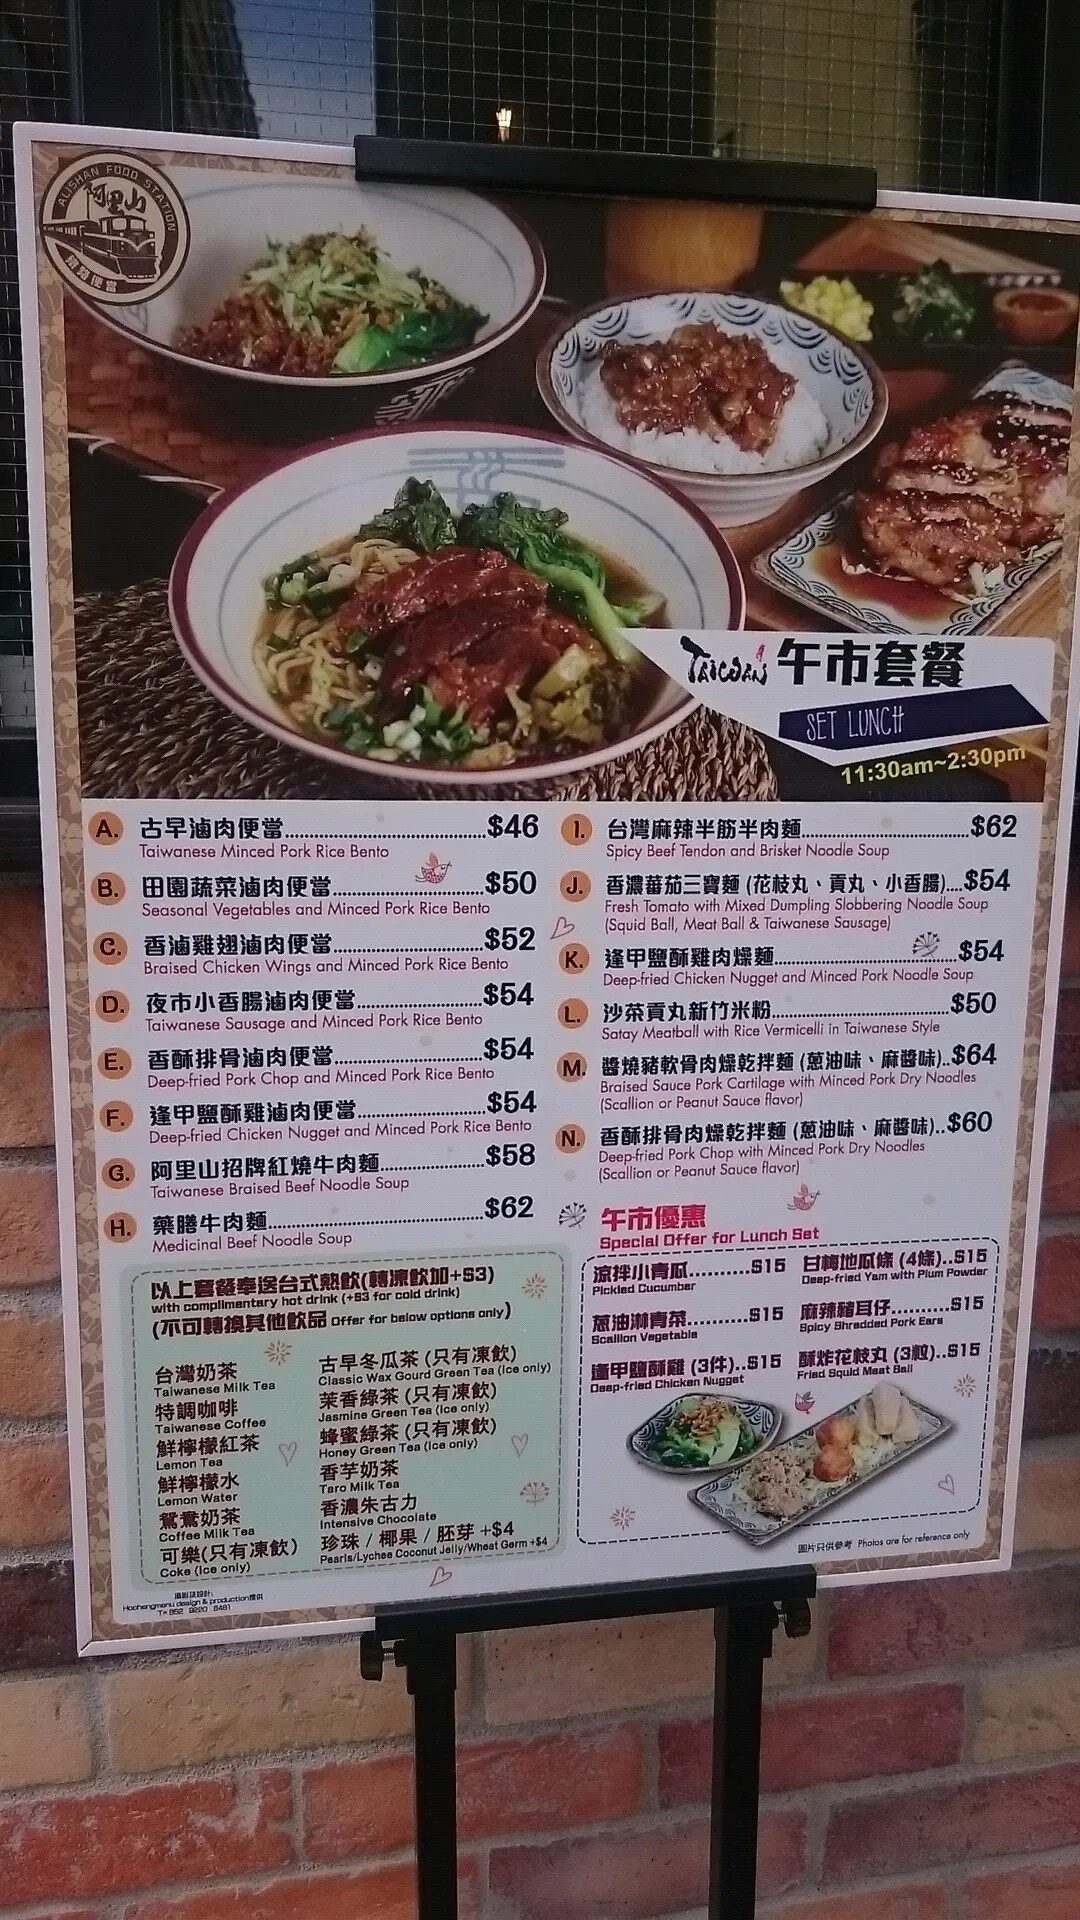 ALISHAN FOOD STATION
阿里山
TAIWAN 午市套餐
SET LUNCH
11:30am~2:30pm
A. 古早滷肉便當 $46
Taiwanese Minced Pork Rice Bento
B. 田園蔬菜滷肉便當 $50
Seasonal Vegetables and Minced Pork Rice Bento
C. 香滷雞翅滷肉便當 $52
Braised Chicken Wings and Minced Pork Rice Bento
D. 夜市小香腸滷肉便當 $54
Taiwanese Sausage and Minced Pork Rice Bento
E. 香酥排骨滷肉便當 $54
Deep-fried Pork Chop and Minced Pork Rice Bento
F. 逢甲鹽酥雞滷肉便當 $54
Deep-fried Chicken Nugget and Minced Pork Rice Bento
G. 阿里山招牌紅燒牛肉麵 $58
Taiwanese Braised Beef Noodle Soup
H. 藥膳牛肉麵 $62
Medicinal Beef Noodle Soup
I. 台灣麻辣半筋半肉麵 $62
Spicy Beef Tendon and Brisket Noodle Soup
J. 香濃蕃茄三寶麵 (花枝丸、貢丸、小香腸) $54
Fresh Tomato with Mixed Dumpling Slobbering Noodle Soup
(Squid Ball, Meat Ball & Taiwanese Sausage)
K. 逢甲鹽酥雞肉燥麵 $54
Deep-fried Chicken Nugget and Minced Pork Noodle Soup
L. 沙茶貢丸新竹米粉 $50
Satay Meatball with Rice Vermicelli in Taiwanese Style
M. 醬燒豬軟骨肉燥乾拌麵 (蔥油味、麻醬味) $64
Braised Sauce Pork Cartilage with Minced Pork Dry Noodles
(Scallion or Peanut Sauce flavor)
N. 香酥排骨肉燥乾拌麵 (蔥油味、麻醬味) $60
Deep-fried Pork Chop with Minced Pork Dry Noodles
(Scallion or Peanut Sauce flavor)
以上套餐奉送台式熱飲(轉凍飲加+$3)
with complimentary hot drink (+$3 for cold drink)
(不可轉換其他飲品 Offer for below options only)
台灣奶茶
Taiwanese Milk Tea
特調咖啡
Taiwanese Coffee
鮮檸檬紅茶
Lemon Tea
鮮檸檬水
Lemon Water
鴛鴦奶茶
Coffee Milk Tea
可樂(只有凍飲)
Coke (Ice only)
古早冬瓜茶 (只有凍飲)
Classic Wax Gourd Green Tea (Ice only)
茉香綠茶 (只有凍飲)
Jasmine Green Tea (Ice only)
蜂蜜綠茶 (只有凍飲)
Honey Green Tea (Ice only)
香芋奶茶
Taro Milk Tea
香濃朱古力
Intensive Chocolate
珍珠 / 椰果 / 胚芽 +$4
Pearls/Lychee Coconut Jelly/Wheat Germ +$4
午市優惠
Special Offer for Lunch Set
涼拌小青瓜 $15
Pickled Cucumber
蔥油淋青菜 $15
Scallion Vegetable
逢甲鹽酥雞 (3件) $15
Deep-fried Chicken Nugget
甘梅地瓜條 (4條) $15
Deep-fried Yam with Plum Powder
麻辣豬耳仔 $15
Spicy Shredded Pork Ears
酥炸花枝丸 (3粒) $15
Fried Squid Meat Ball
圖片只供參考 Photos are for reference only
Hochengmenu design & production提供